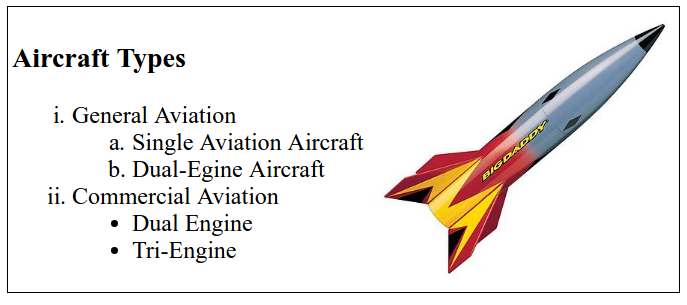 Aircraft Types
i. General Aviation
a. Single Aviation Aircraft
b. Dual-Egine Aircraft
ii. Commercial Aviation
• Dual Engine
• Tri-Engine
BIG DADDY